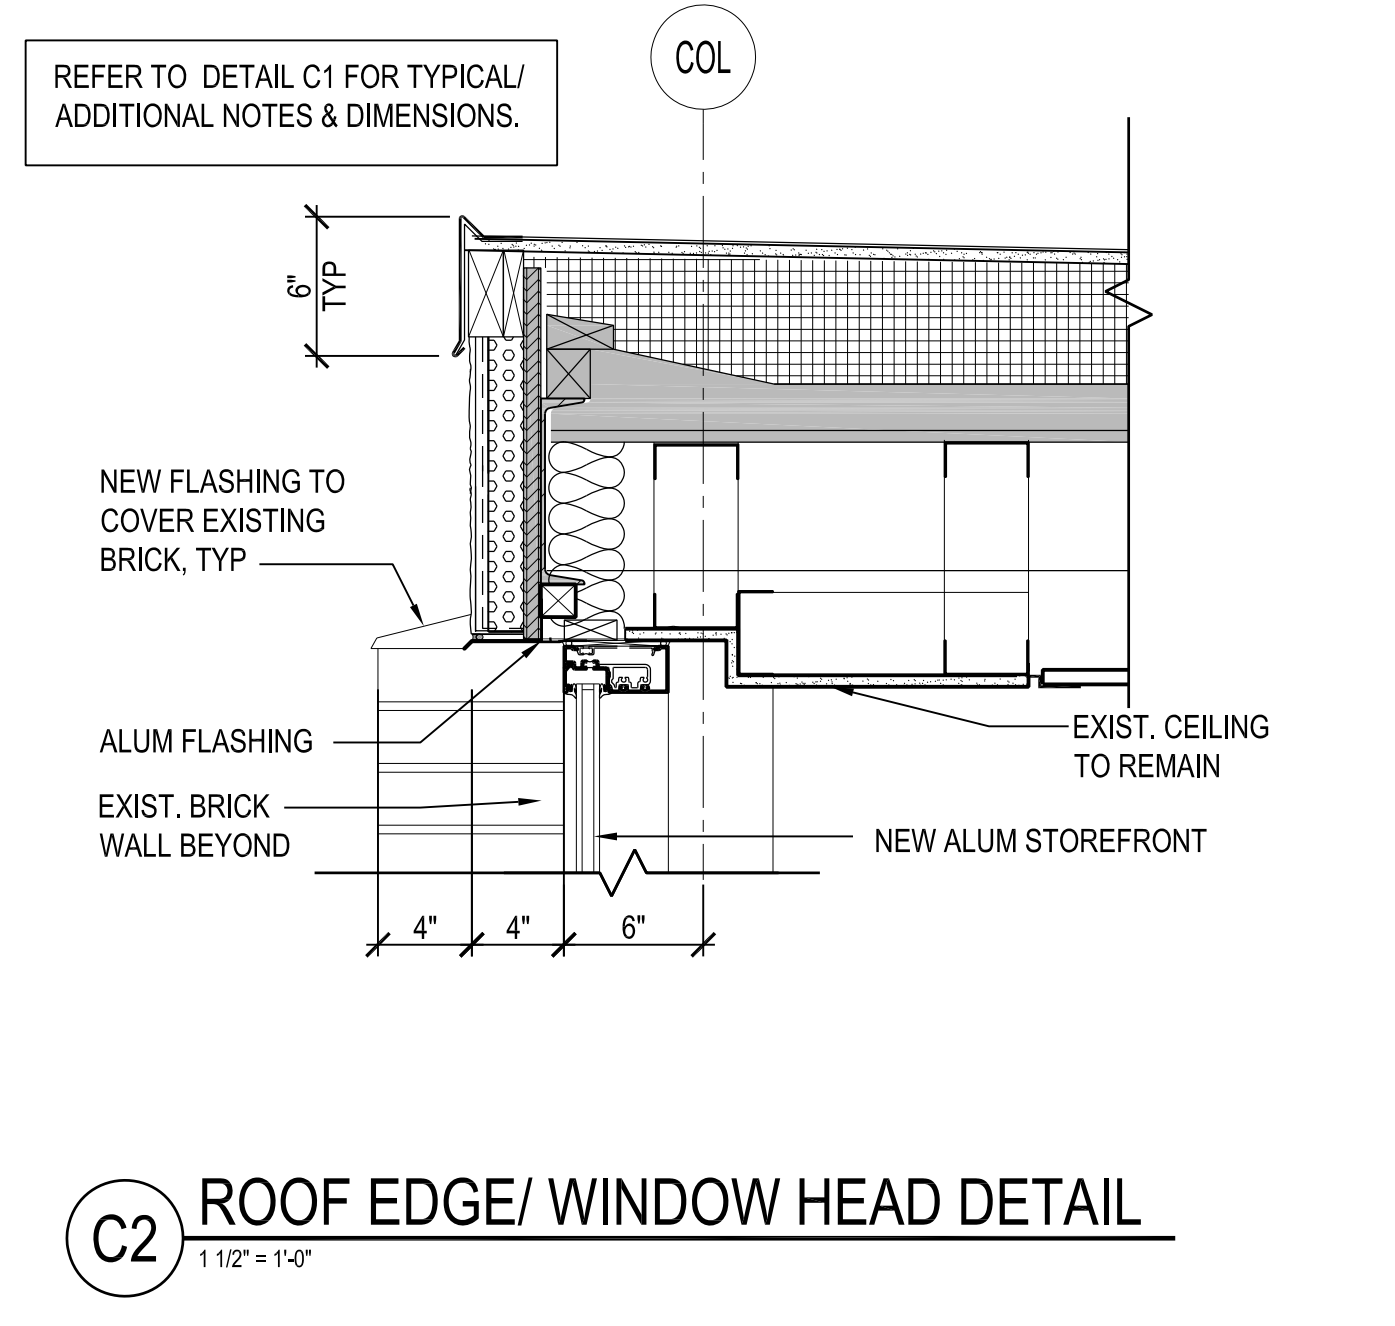 COL
REFER TO DETAIL C1 FOR TYPICAL/
ADDITIONAL NOTES & DIMENSIONS.
6"
TYP
NEW FLASHING TO
COVER EXISTING
BRICK, TYP
ALUM FLASHING
EXIST. CEILING
TO REMAIN
EXIST. BRICK
WALL BEYOND
NEW ALUM STOREFRONT
4"
4"
6"
C2
ROOF EDGE/ WINDOW HEAD DETAIL
1 1/2" = 1'-0"